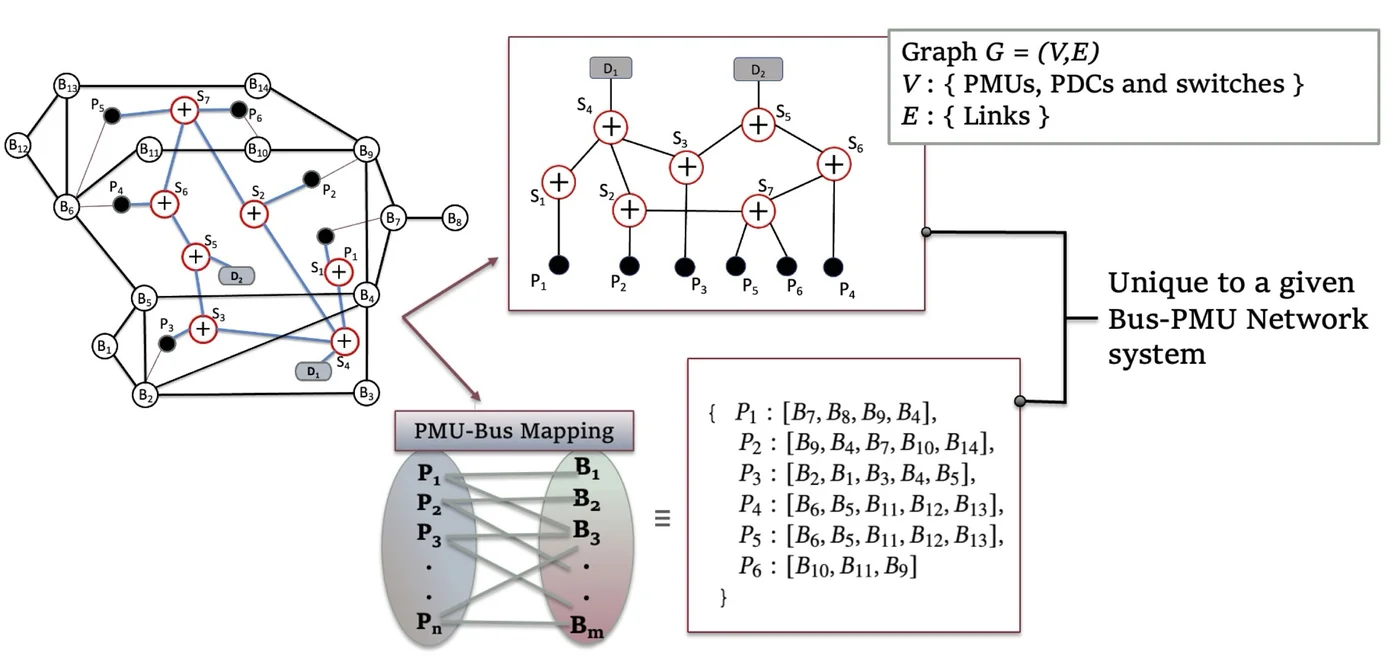 B₁₃
B₁₄
S₇
P₅
P₆
B₁₂
B₁₁
B₁₀
B₉
P₄
S₆
S₂
P₂
B₆
B₇
B₈
S₅
P₁
S₁
D₂
B₅
B₄
P₃
S₃
B₁
S₄
D₁
B₂
B₃
D₁
D₂
S₄
S₅
S₃
S₆
S₁
S₂
S₇
P₁
P₂
P₃
P₅
P₆
P₄
Graph G = (V,E)
V : { PMUs, PDCs and switches }
E : { Links }
Unique to a given
Bus-PMU Network
system
PMU-Bus Mapping
P₁ B₁
P₂ B₂
P₃ B₃
. .
. .
Pₙ Bₘ
≡
{ P₁ : [B₇, B₈, B₉, B₄],
P₂ : [B₉, B₄, B₇, B₁₀, B₁₄],
P₃ : [B₂, B₁, B₃, B₄, B₅],
P₄ : [B₆, B₅, B₁₁, B₁₂, B₁₃],
P₅ : [B₆, B₅, B₁₁, B₁₂, B₁₃],
P₆ : [B₁₀, B₁₁, B₉]
}